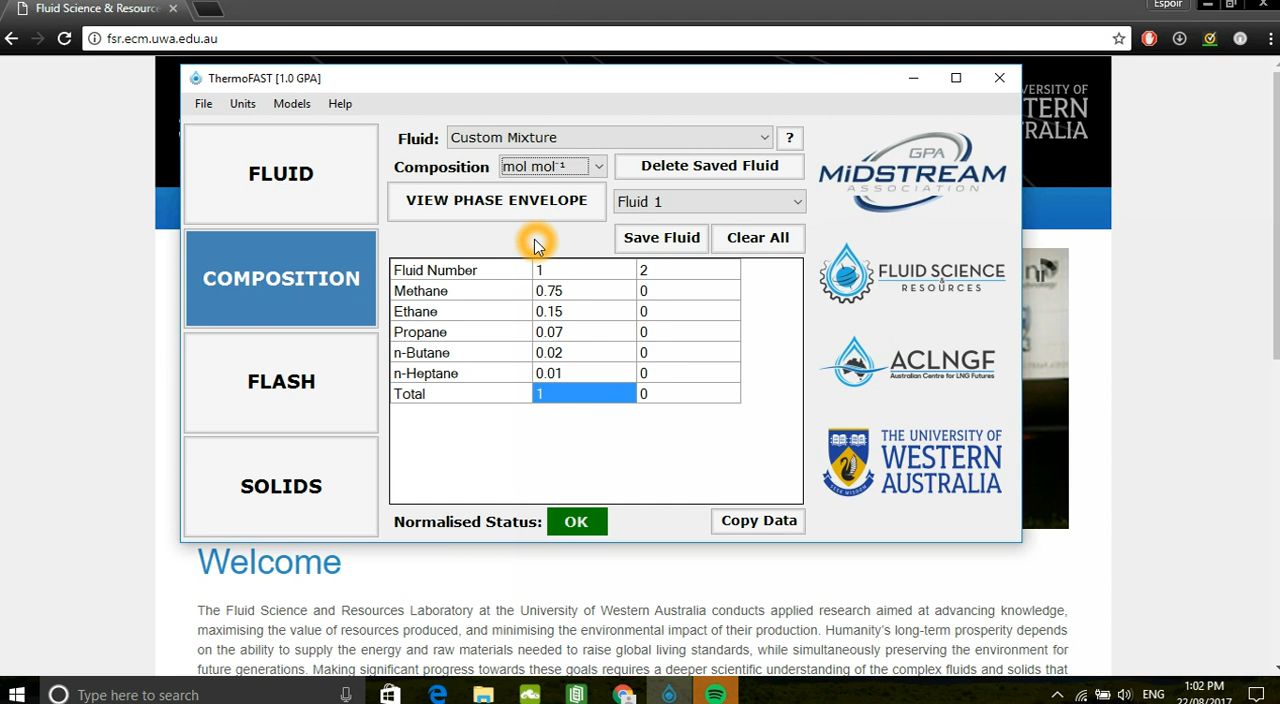 Fluid Science & Resource
Espoir
fsr.ecm.uwa.edu.au
ThermoFAST [1.0 GPA]
File Units Models Help
FLUID
COMPOSITION
FLASH
SOLIDS
Fluid: Custom Mixture ?
Composition mol mol⁻¹ Delete Saved Fluid
VIEW PHASE ENVELOPE Fluid 1
Save Fluid Clear All
Fluid Number 1 2
Methane 0.75 0
Ethane 0.15 0
Propane 0.07 0
n-Butane 0.02 0
n-Heptane 0.01 0
Total 1 0
Normalised Status: OK Copy Data
GPA
MIDSTREAM
ASSOCIATION
FLUID SCIENCE
& RESOURCES
ACLNGF
Australian Centre for LNG Futures
THE UNIVERSITY OF
WESTERN
AUSTRALIA
VERSITY OF
TERN
RALIA
Welcome
The Fluid Science and Resources Laboratory at the University of Western Australia conducts applied research aimed at advancing knowledge,
maximising the value of resources produced, and minimising the environmental impact of their production. Humanity's long-term prosperity depends
on the ability to supply the energy and raw materials needed to raise global living standards, while simultaneously preserving the environment for
future generations. Making significant progress towards these goals requires a deeper scientific understanding of the complex fluids and solids that
Type here to search
ENG
1:02 PM
22/08/2017